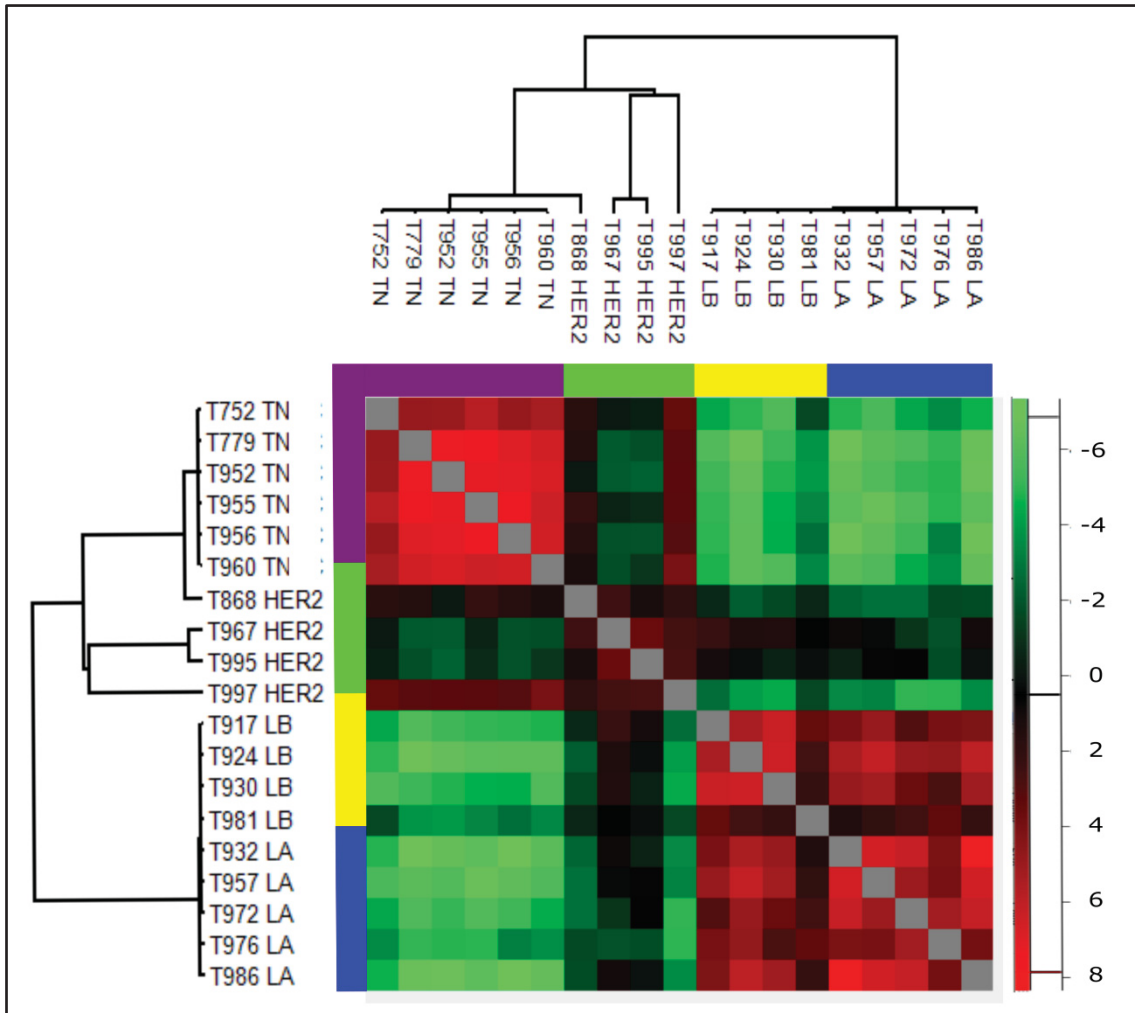 T752 TN
T779 TN
T952 TN
T955 TN
T956 TN
T960 TN
T868 HER2
T967 HER2
T995 HER2
T997 HER2
T917 LB
T924 LB
T930 LB
T981 LB
T932 LA
T957 LA
T972 LA
T976 LA
T986 LA
T752 TN
T779 TN
T952 TN
T955 TN
T956 TN
T960 TN
T868 HER2
T967 HER2
T995 HER2
T997 HER2
T917 LB
T924 LB
T930 LB
T981 LB
T932 LA
T957 LA
T972 LA
T976 LA
T986 LA
-6
-4
-2
0
2
4
6
8